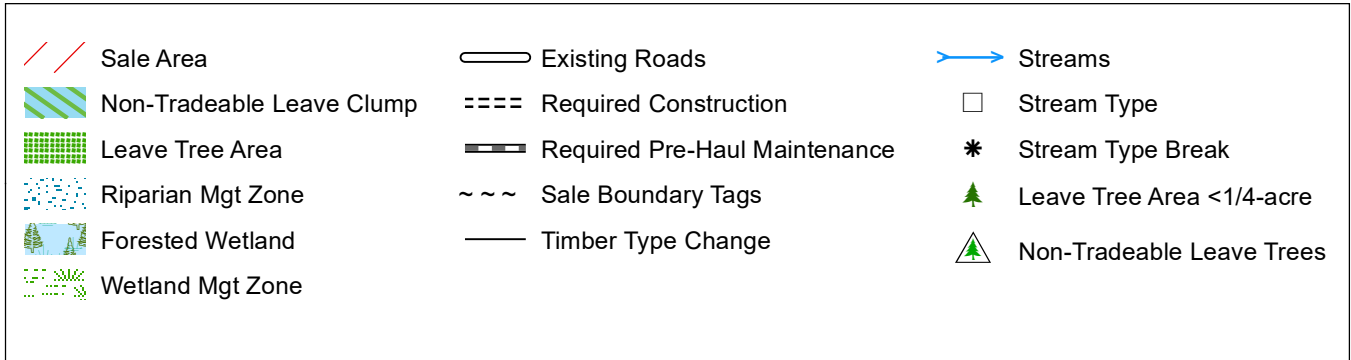 Sale Area
Non-Tradeable Leave Clump
Leave Tree Area
Riparian Mgt Zone
Forested Wetland
Wetland Mgt Zone
Existing Roads
Required Construction
Required Pre-Haul Maintenance
Sale Boundary Tags
Timber Type Change
Streams
Stream Type
Stream Type Break
Leave Tree Area <1/4-acre
Non-Tradeable Leave Trees